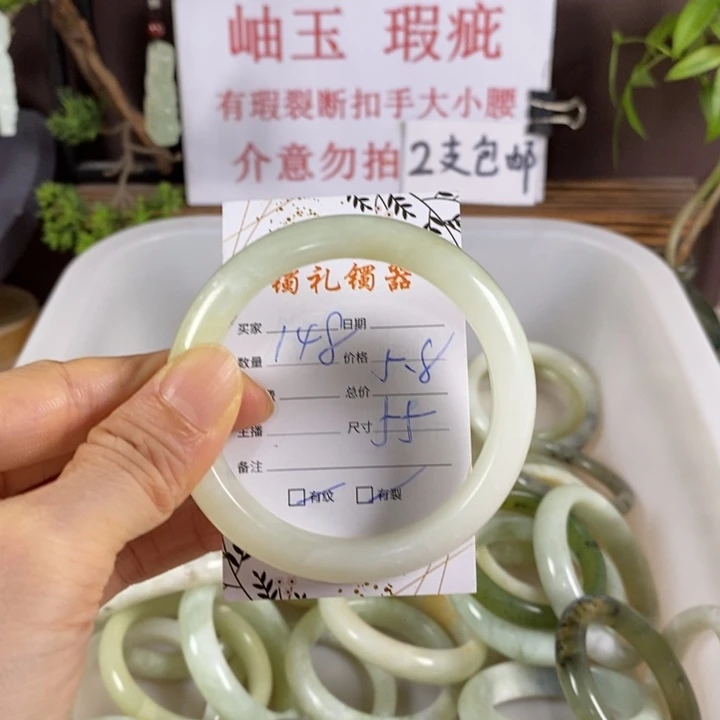 岫玉 瑕疵
有瑕裂断扣手大小腰
介意勿拍 2支包邮
镯礼镯器
买家 148 日期
数量 价格 5.8
总价
主播 尺寸 55
备注
有纹 有裂